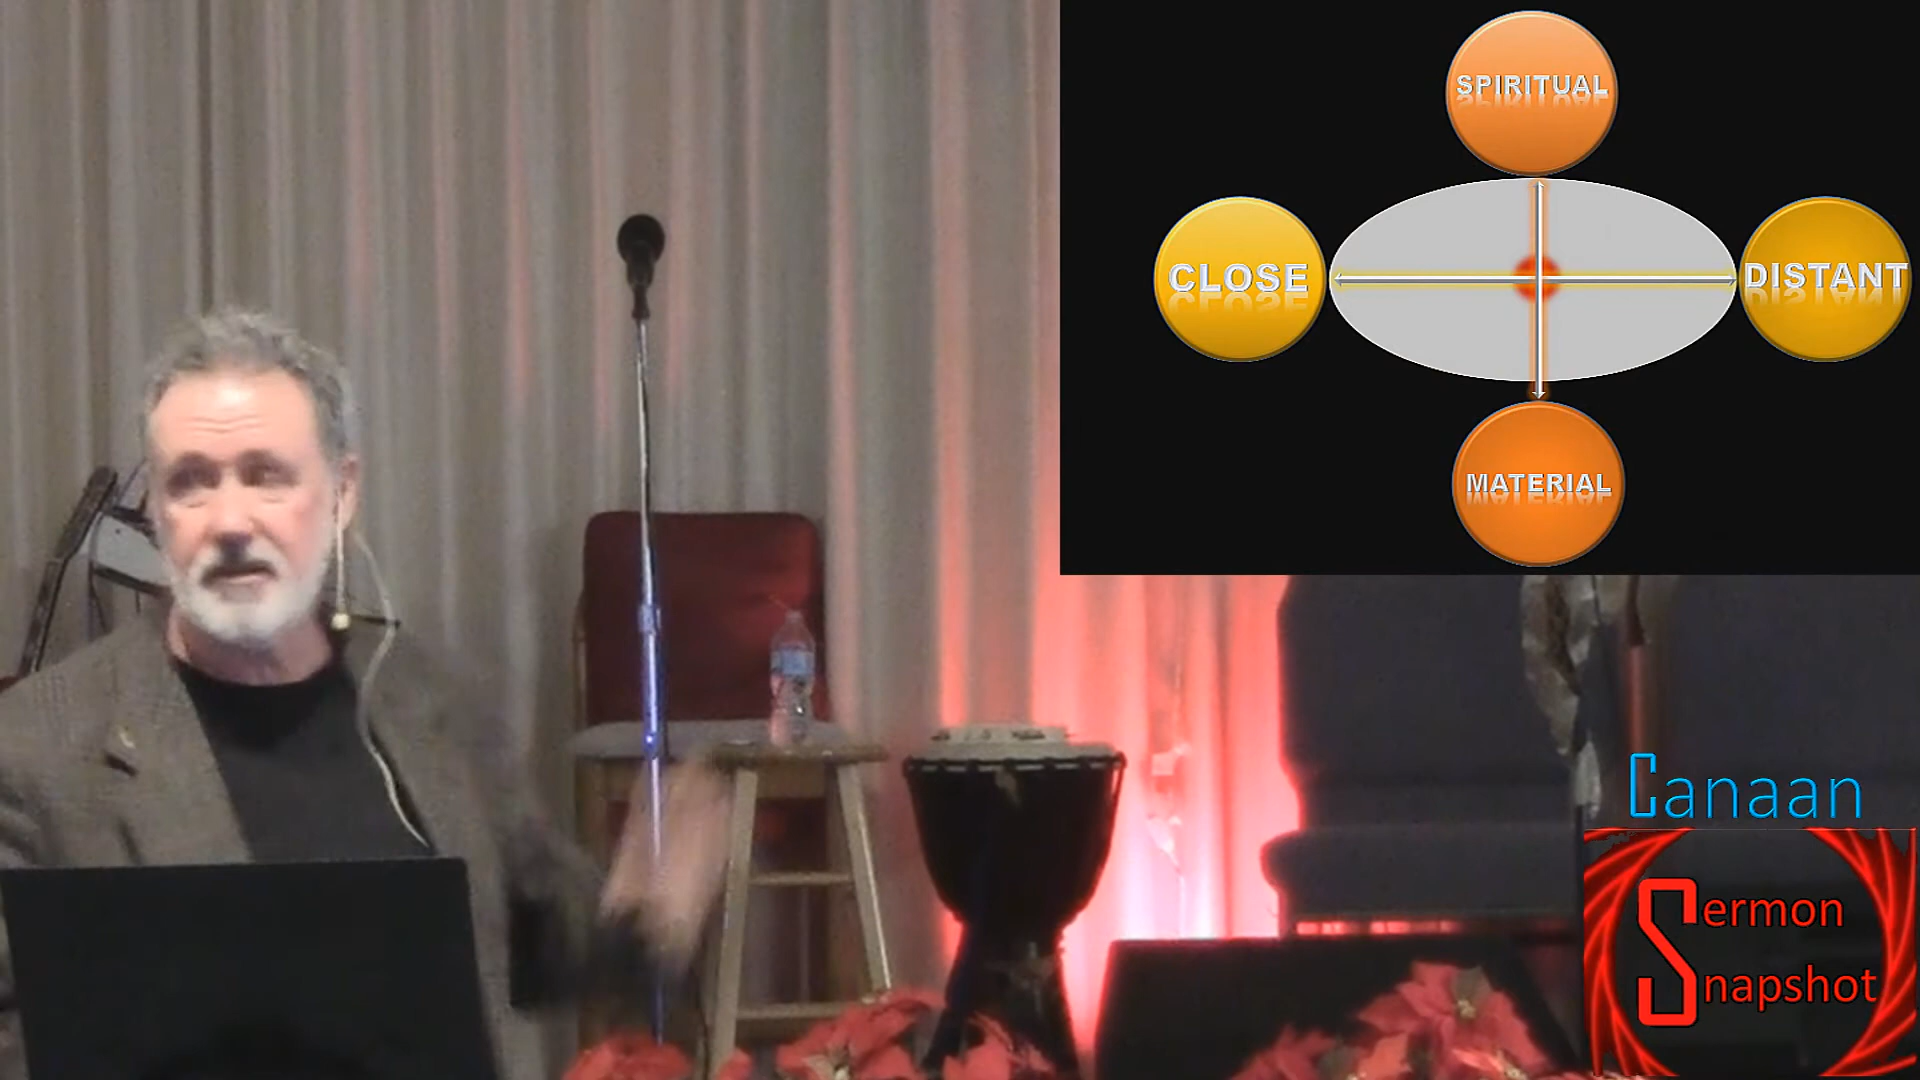 SPIRITUAL
CLOSE
DISTANT
MATERIAL
Canaan
Sermon
Snapshot